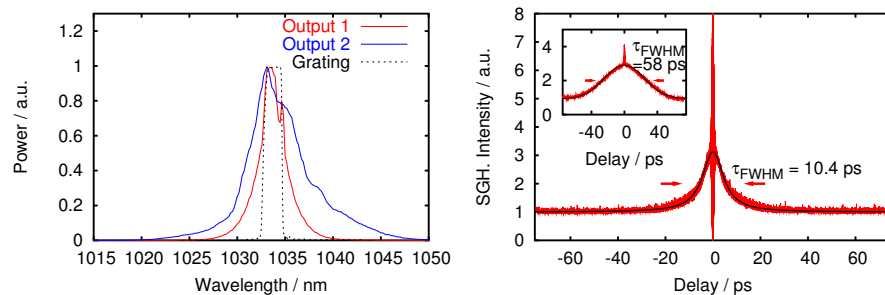 Power / a.u.
1.2
1
0.8
0.6
0.4
0.2
0
1015 1020 1025 1030 1035 1040 1045 1050
Wavelength / nm
Output 1
Output 2
Grating
SGH. Intensity / a.u.
8
7
6
5
4
3
2
1
0
-60 -40 -20 0 20 40 60
Delay / ps
τFWHM = 10.4 ps
4
3
2
1
-40 0 40
Delay / ps
τFWHM
=58 ps